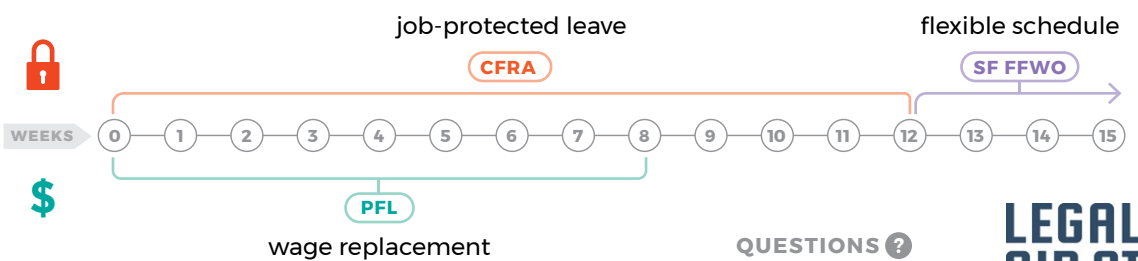 job-protected leave
flexible schedule
CFRA
SF FFWO
WEEKS 0 1 2 3 4 5 6 7 8 9 10 11 12 13 14 15
$
PFL
wage replacement
QUESTIONS ?
LEGAL